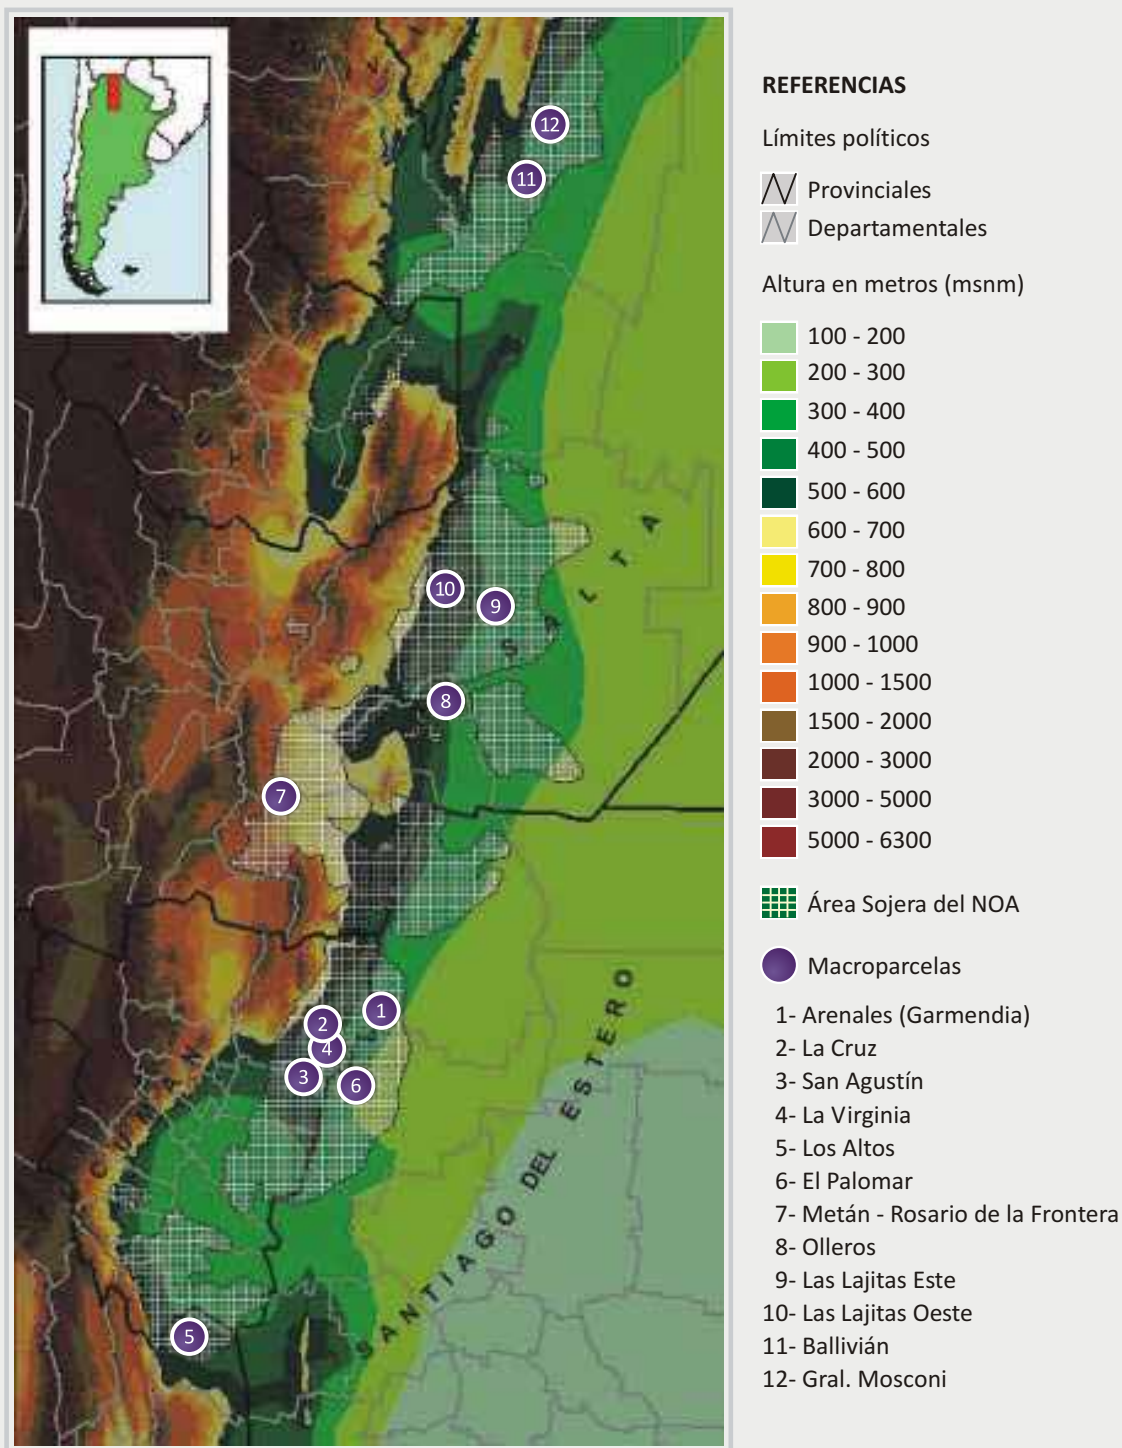 REFERENCIAS
Límites políticos
Provinciales
Departamentales
Altura en metros (msnm)
100 - 200
200 - 300
300 - 400
400 - 500
500 - 600
600 - 700
700 - 800
800 - 900
900 - 1000
1000 - 1500
1500 - 2000
2000 - 3000
3000 - 5000
5000 - 6300
Área Sojera del NOA
Macroparcelas
1- Arenales (Garmendia)
2- La Cruz
3- San Agustín
4- La Virginia
5- Los Altos
6- El Palomar
7- Metán - Rosario de la Frontera
8- Olleros
9- Las Lajitas Este
10- Las Lajitas Oeste
11- Ballivián
12- Gral. Mosconi
12
11
10
9
SALTA
8
7
1
2
4
3
6
SANTIAGO DEL ESTERO
5